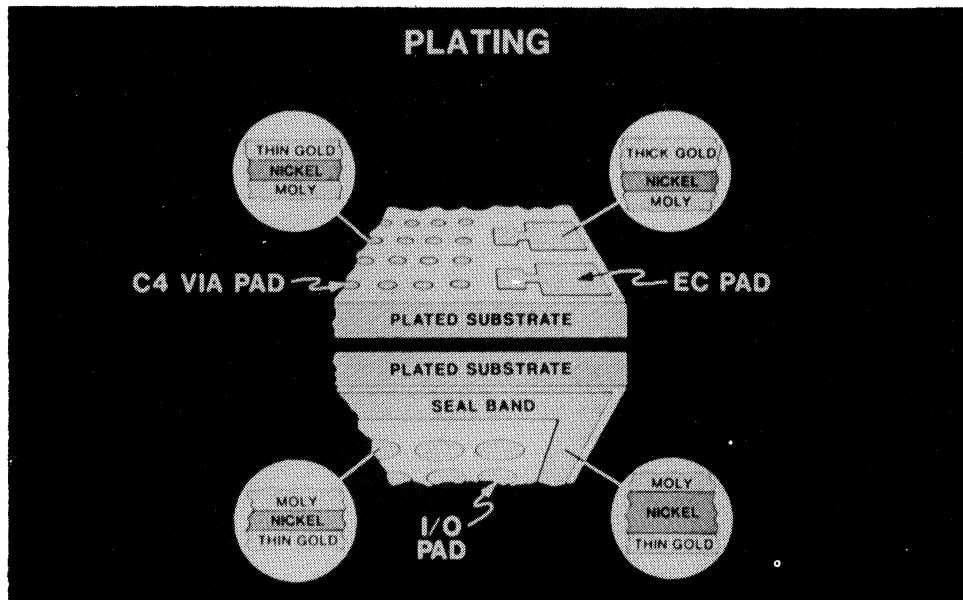 PLATING
THIN GOLD
NICKEL
MOLY
THICK GOLD
NICKEL
MOLY
C4 VIA PAD
EC PAD
PLATED SUBSTRATE
PLATED SUBSTRATE
SEAL BAND
MOLY
NICKEL
THIN GOLD
I/O
PAD
MOLY
NICKEL
THIN GOLD